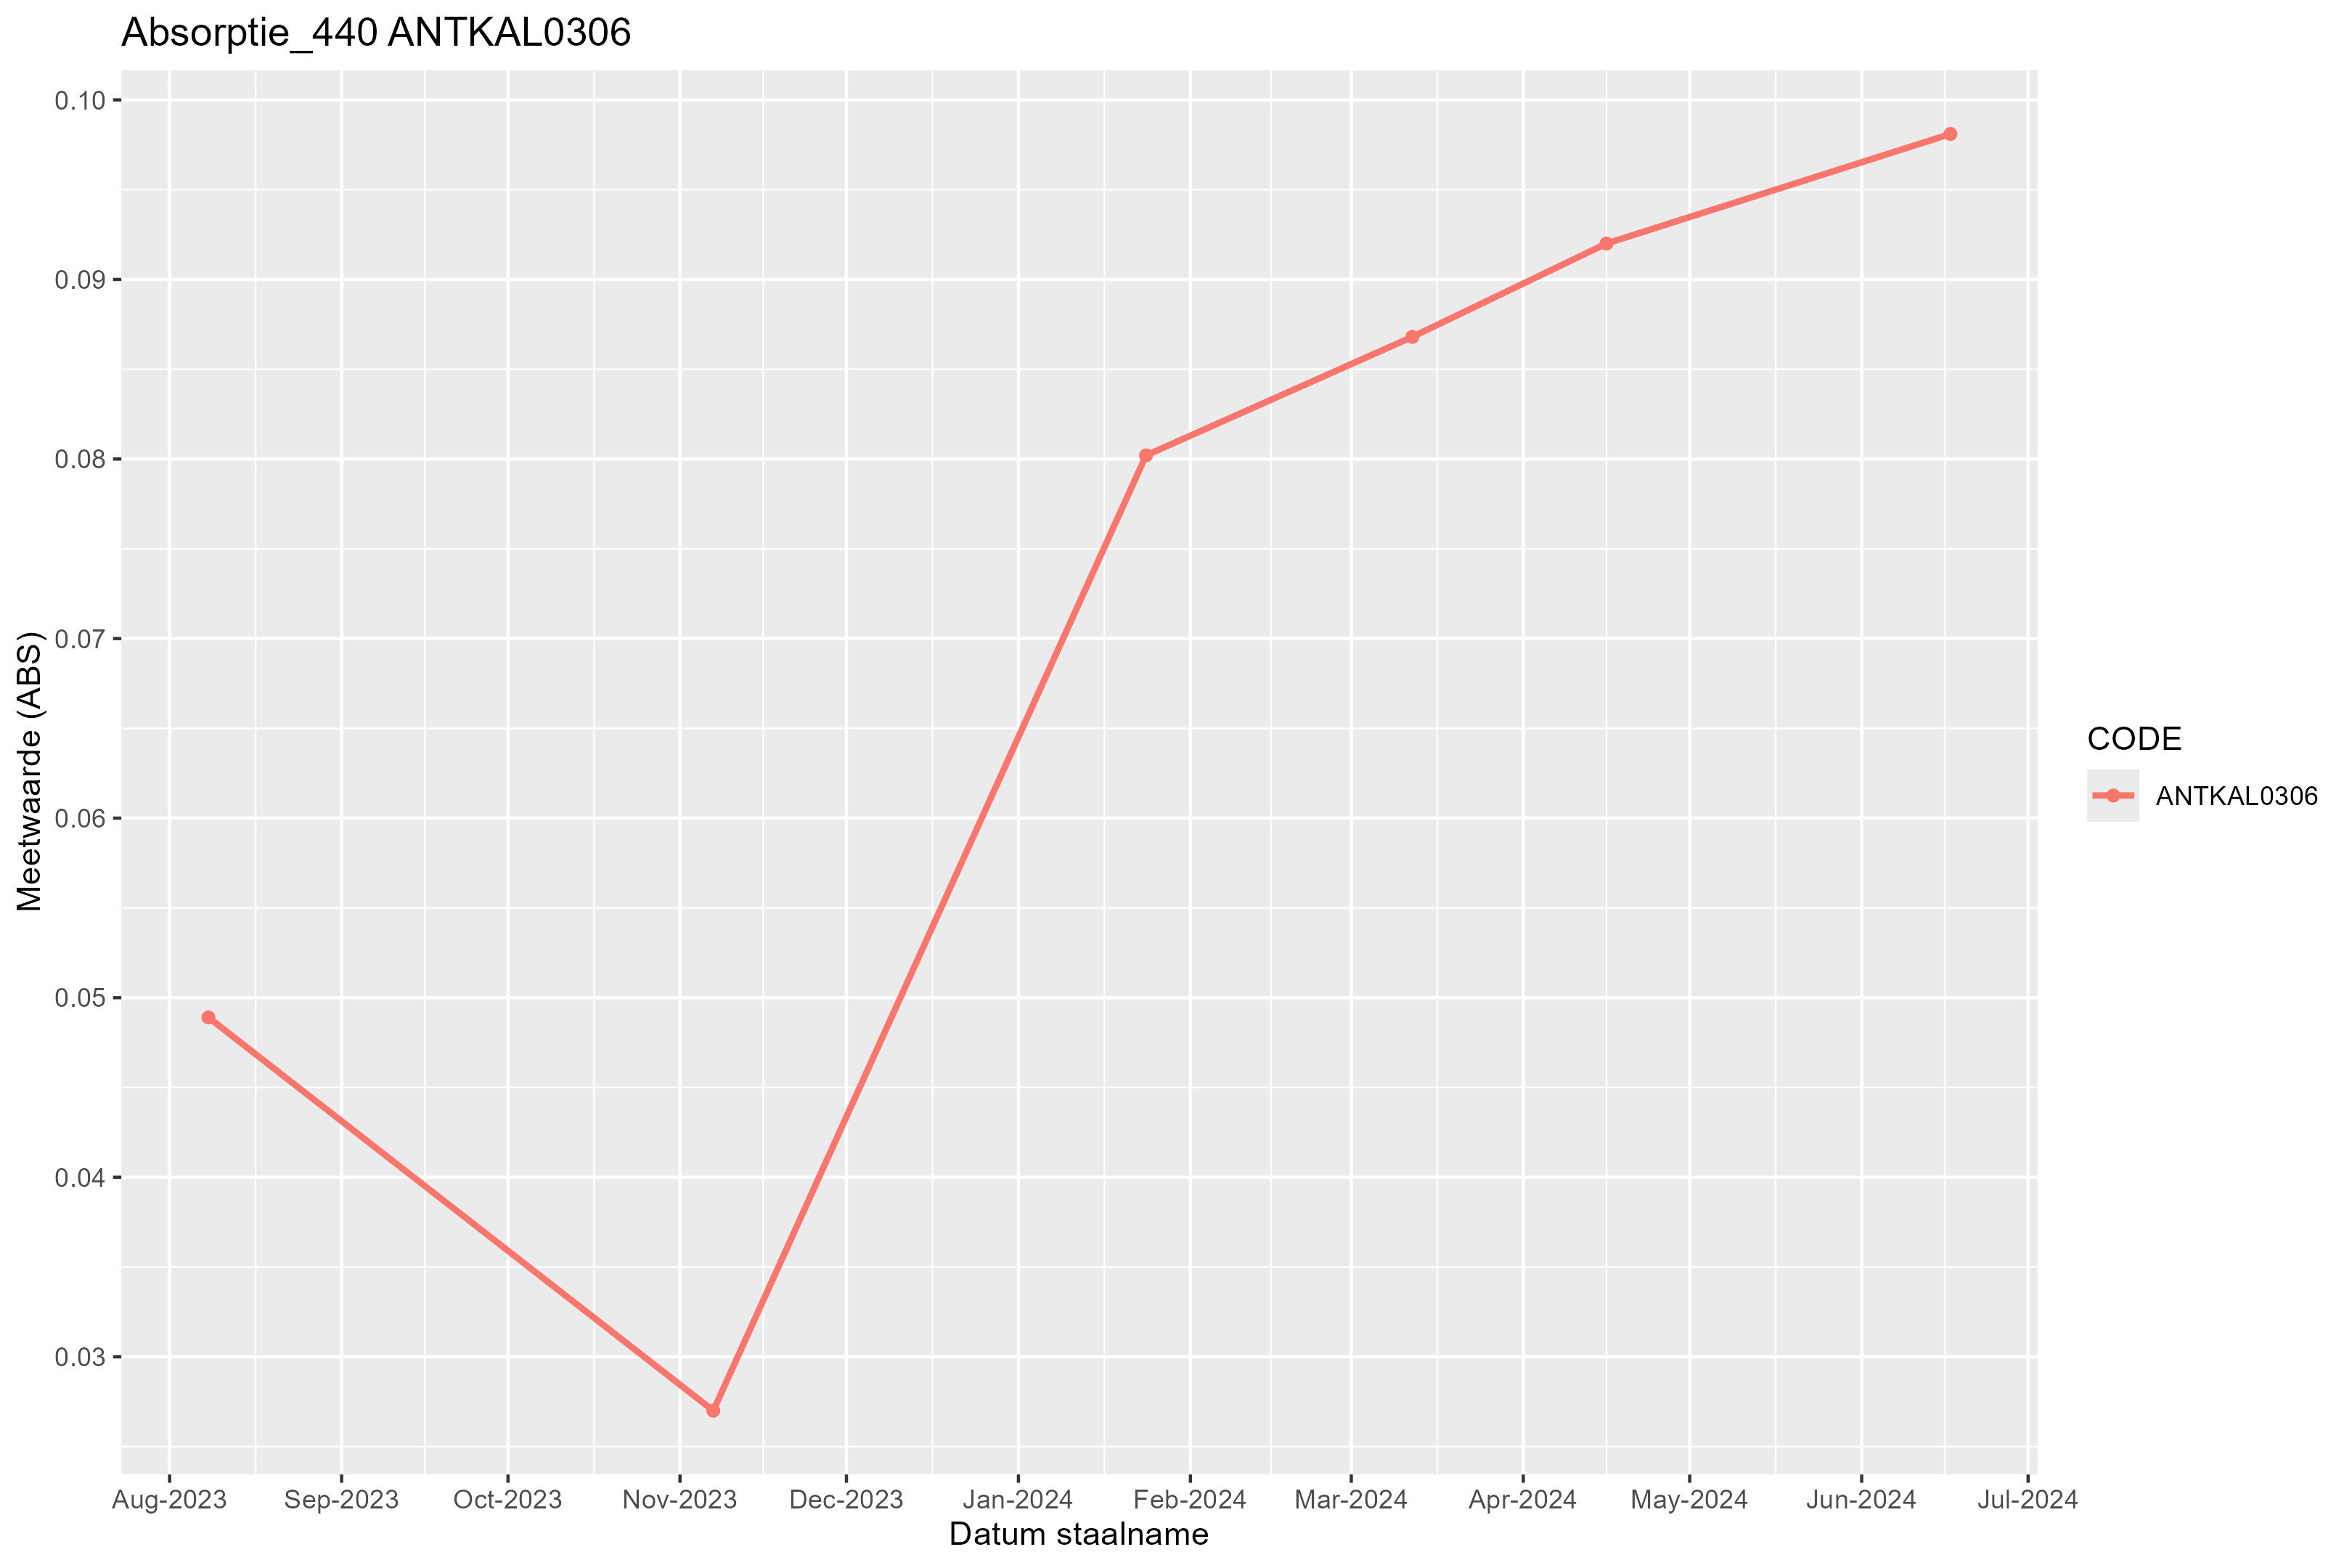 Absorptie_440 ANTKAL0306
Meetwaarde (ABS)
0.10
0.09
0.08
0.07
0.06
0.05
0.04
0.03
Aug-2023 Sep-2023 Oct-2023 Nov-2023 Dec-2023 Jan-2024 Feb-2024 Mar-2024 Apr-2024 May-2024 Jun-2024 Jul-2024
Datum staalname
CODE
ANTKAL0306